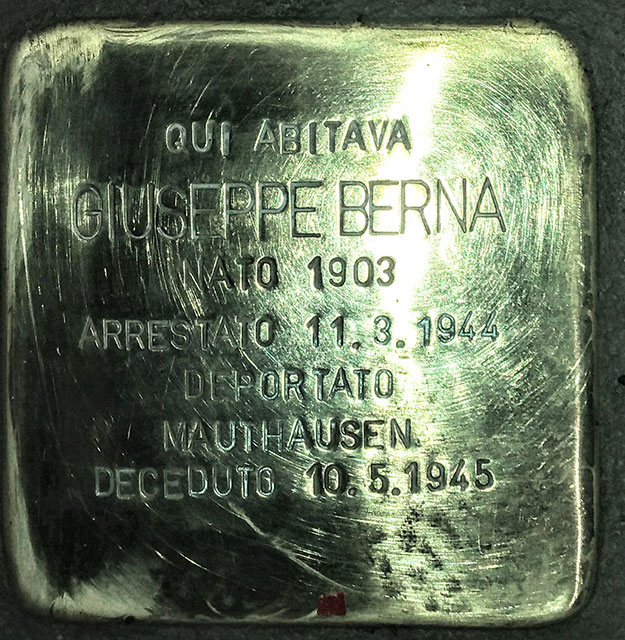 QUI ABITAVA
GIUSEPPE BERNA
NATO 1903
ARRESTATO 11.3.1944
DEPORTATO
MAUTHAUSEN
DECEDUTO 10.5.1945